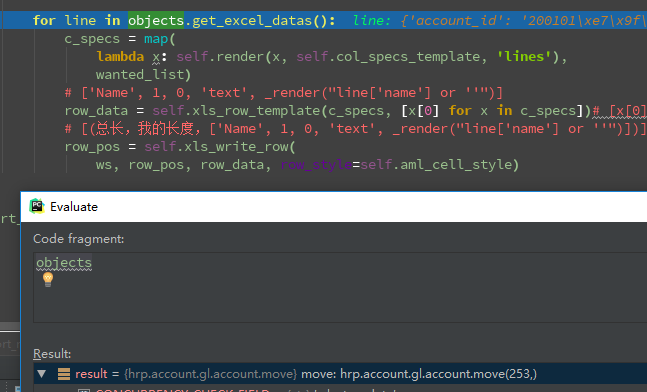 for line in objects.get_excel_datas():  line: {'account_id': '200101\xe7\x9f\
c_specs = map(
lambda x: self.render(x, self.col_specs_template, 'lines'),
wanted_list)
# ['Name', 1, 0, 'text', _render("line['name'] or ''")]
row_data = self.xls_row_template(c_specs, [x[0] for x in c_specs])# [x[0]
# [(总长，我的长度，['Name', 1, 0, 'text', _render("line['name'] or ''")])]
row_pos = self.xls_write_row(
ws, row_pos, row_data, row_style=self.aml_cell_style)
Evaluate
Code fragment:
objects
Result:
result = {hrp.account.gl.account.move} move: hrp.account.gl.account.move(253,)